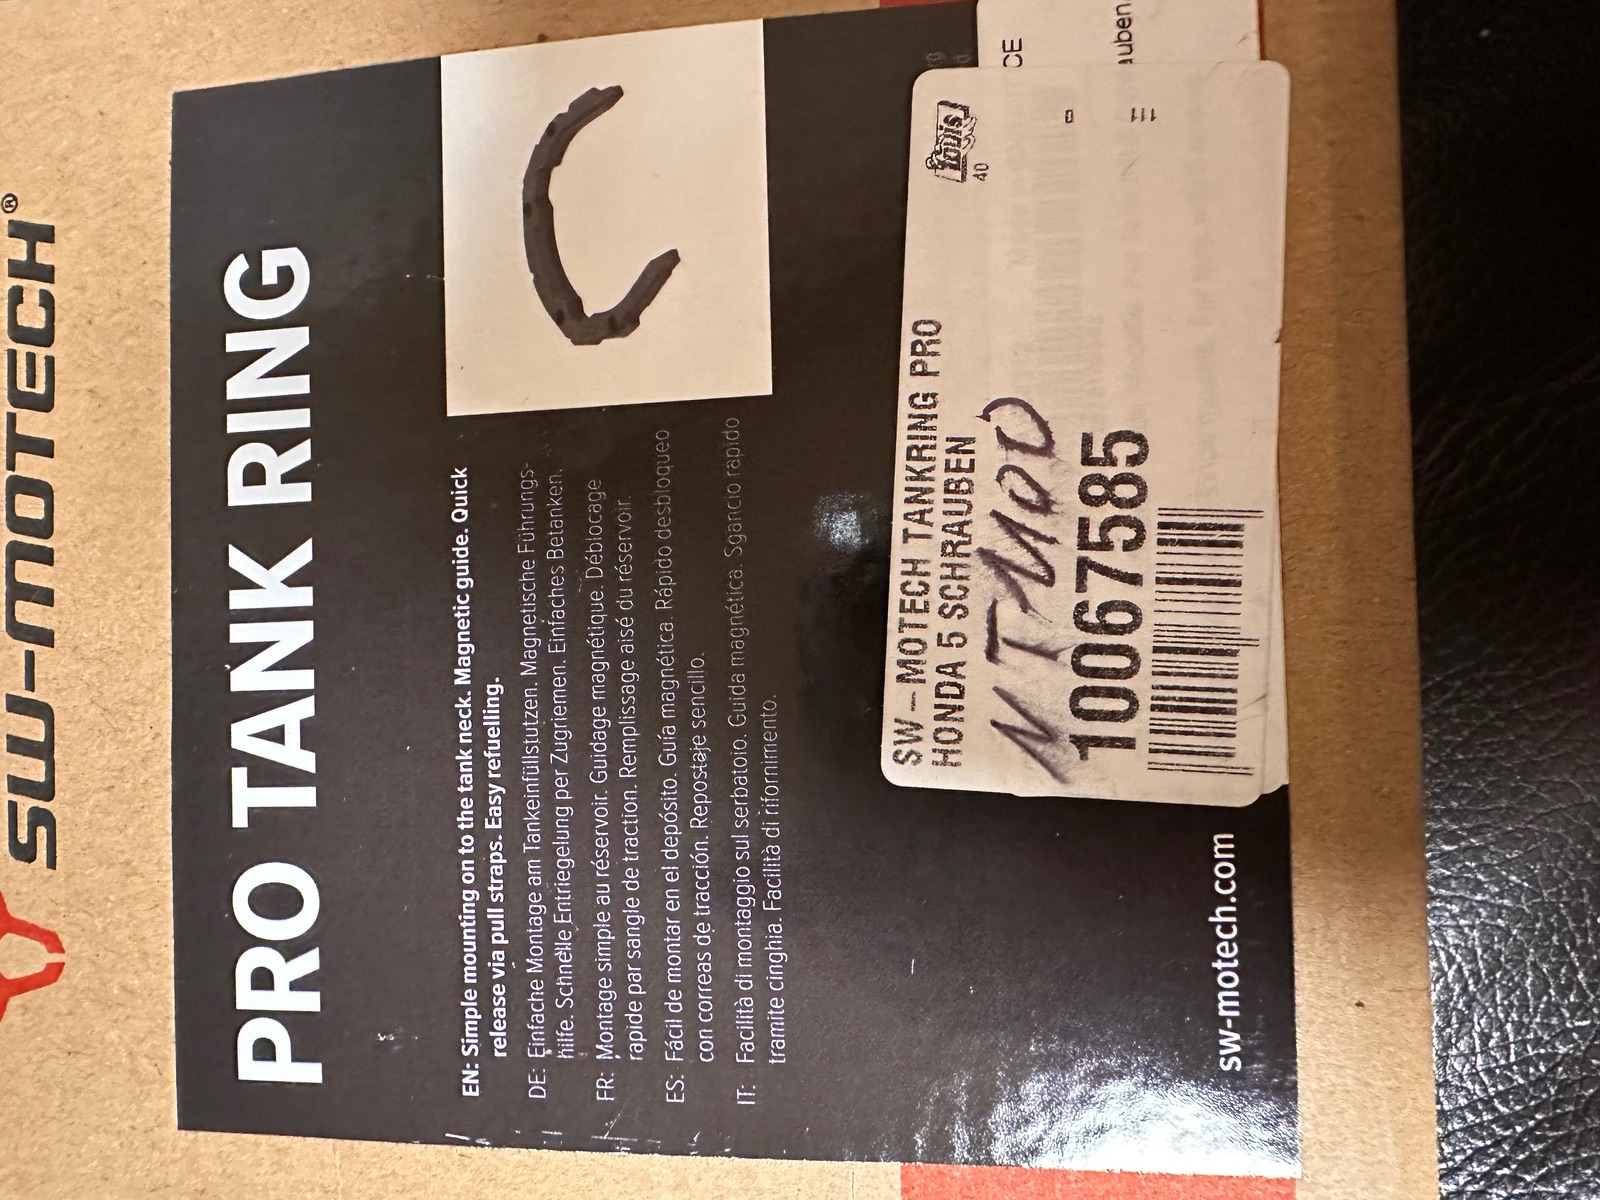 SW-MOTECH®
PRO TANK RING
EN: Simple mounting on to the tank neck. Magnetic guide. Quick
release via pull straps. Easy refuelling.
DE: Einfache Montage am Tankeinfüllstutzen. Magnetische Führungs-
hilfe. Schnelle Entriegelung per Zugriemen. Einfaches Betanken.
FR: Montage simple au réservoir. Guidage magnétique. Déblocage
rapide par sangle de traction. Remplissage aisé du réservoir.
ES: Fácil de montar en el depósito. Guía magnética. Rápido desbloqueo
con correas de tracción. Repostaje sencillo.
IT: Facilità di montaggio sul serbatoio. Guida magnética. Sgancio rapido
tramite cinghia. Facilità di rifornimento.
CE
auben
Louis
40
SW-MOTECH TANKRING PRO
HONDA 5 SCHRAUBEN
10067585
sw-motech.com